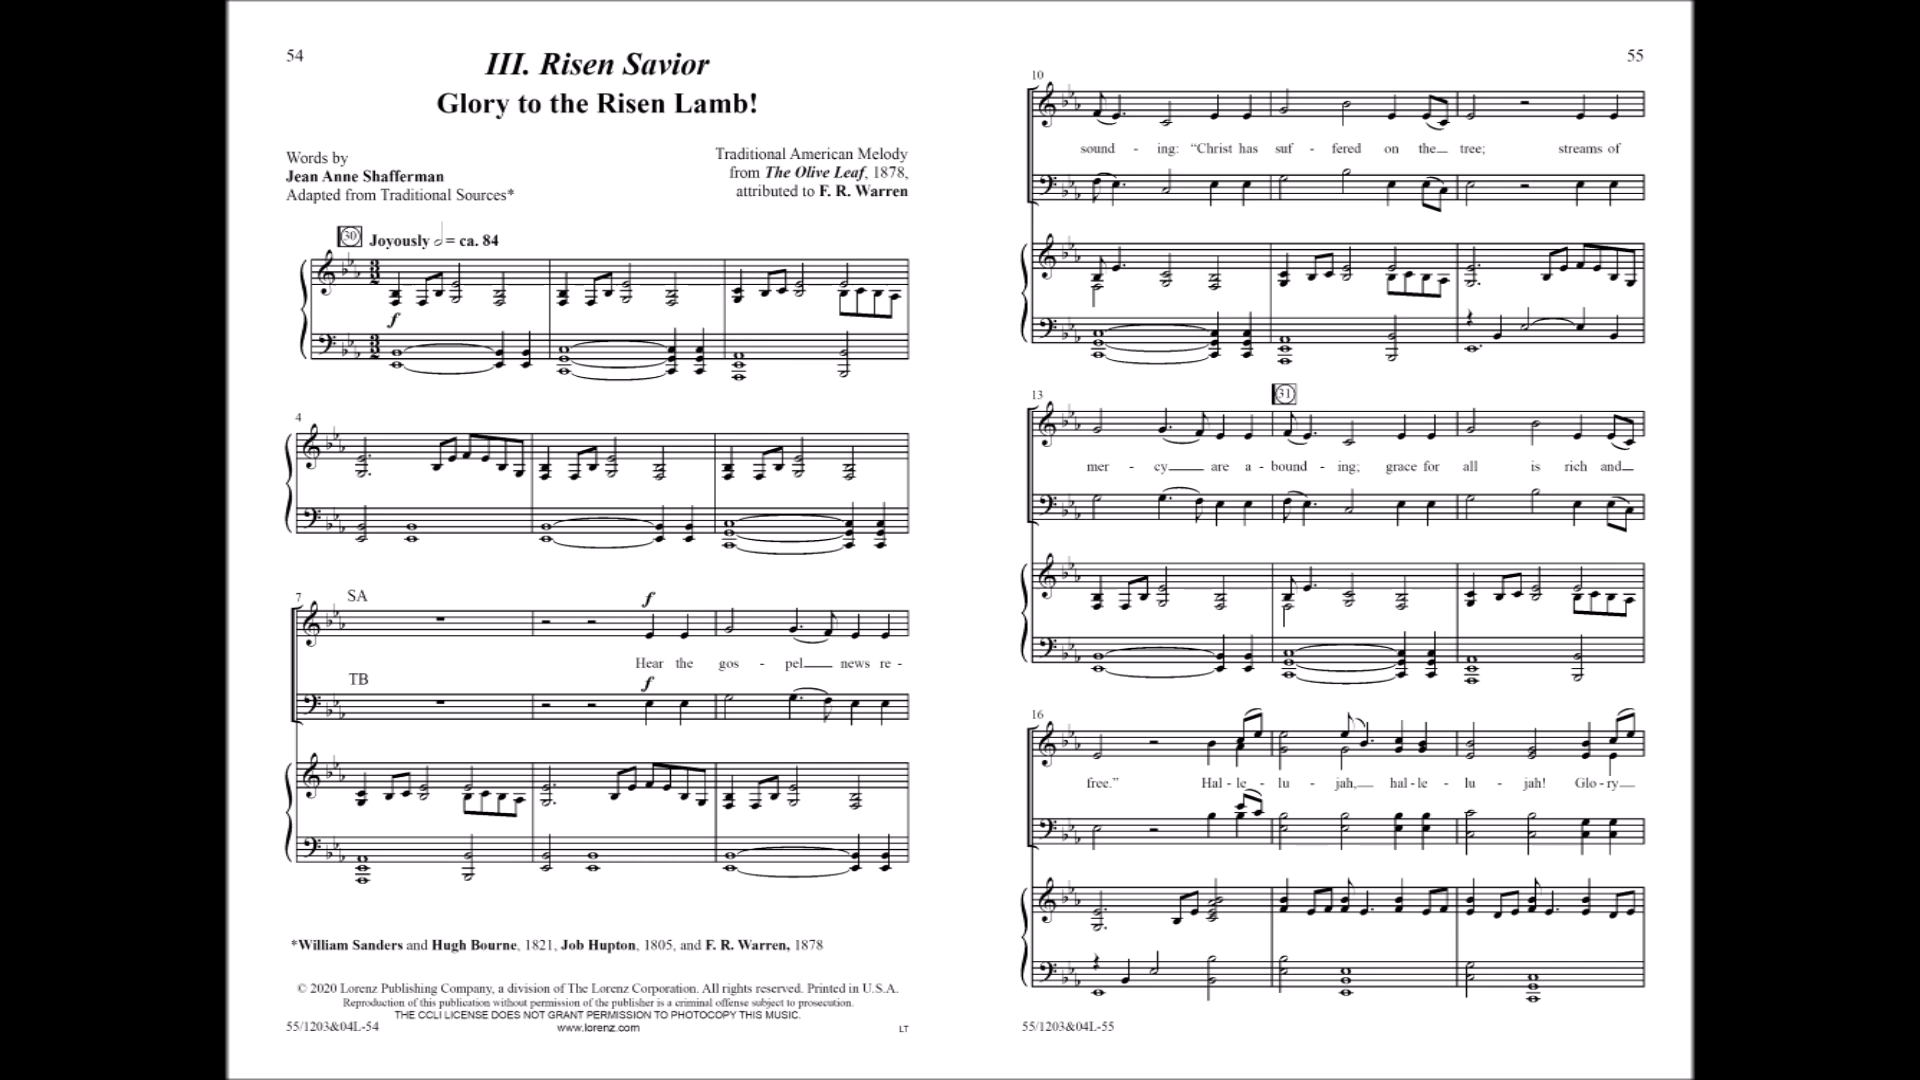 54
III. Risen Savior
Glory to the Risen Lamb!
Words by
Jean Anne Shafferman
Adapted from Traditional Sources*
Traditional American Melody
from The Olive Leaf, 1878,
attributed to F. R. Warren
30 Joyously 𝅗𝅥 = ca. 84
f
4
7 SA
f
Hear the gos - pel news re -
TB
f
*William Sanders and Hugh Bourne, 1821, Job Hupton, 1805, and F. R. Warren, 1878
© 2020 Lorenz Publishing Company, a division of The Lorenz Corporation. All rights reserved. Printed in U.S.A.
Reproduction of this publication without permission of the publisher is a criminal offense subject to prosecution.
THE CCLI LICENSE DOES NOT GRANT PERMISSION TO PHOTOCOPY THIS MUSIC.
www.lorenz.com
55/1203&04L-54
LT
55
10
sound - ing: “Christ has suf - fered on the tree; streams of
13
31
mer - cy are a - bound - ing; grace for all is rich and
16
free.” Hal - le - lu - jah, hal - le - lu - jah! Glo - ry
55/1203&04L-55